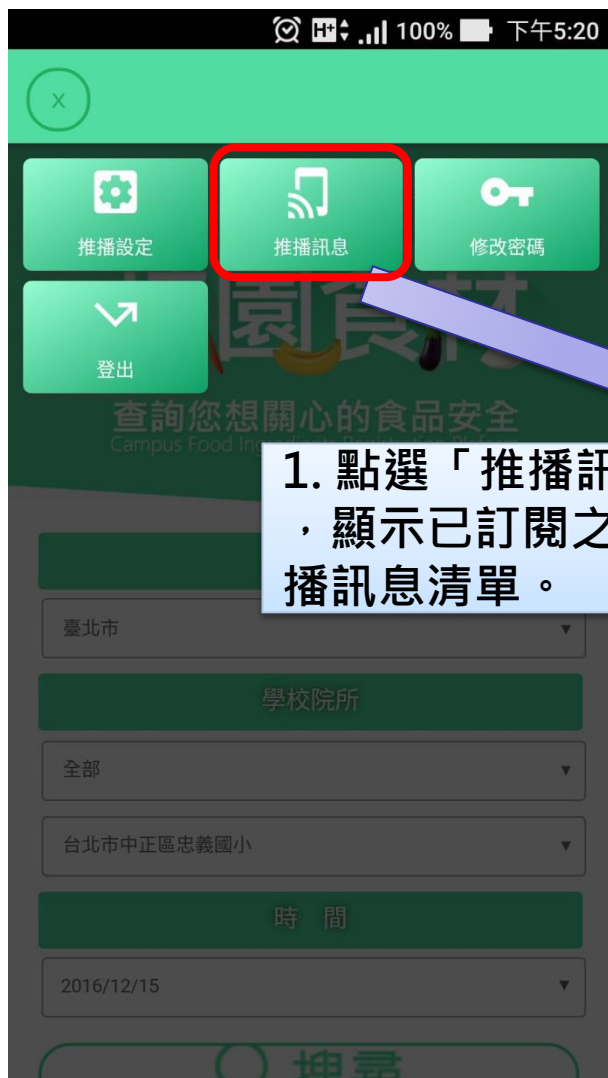 H+ 100% 下午5:20
x
推播設定 推播訊息 修改密碼
園食材
登出
查詢您想關心的食品安全
Campus Food
1. 點選「推播訊
，顯示已訂閱之
播訊息清單。
臺北市
學校院所
全部
台北市中正區忠義國小
時 間
2016/12/15
搜尋